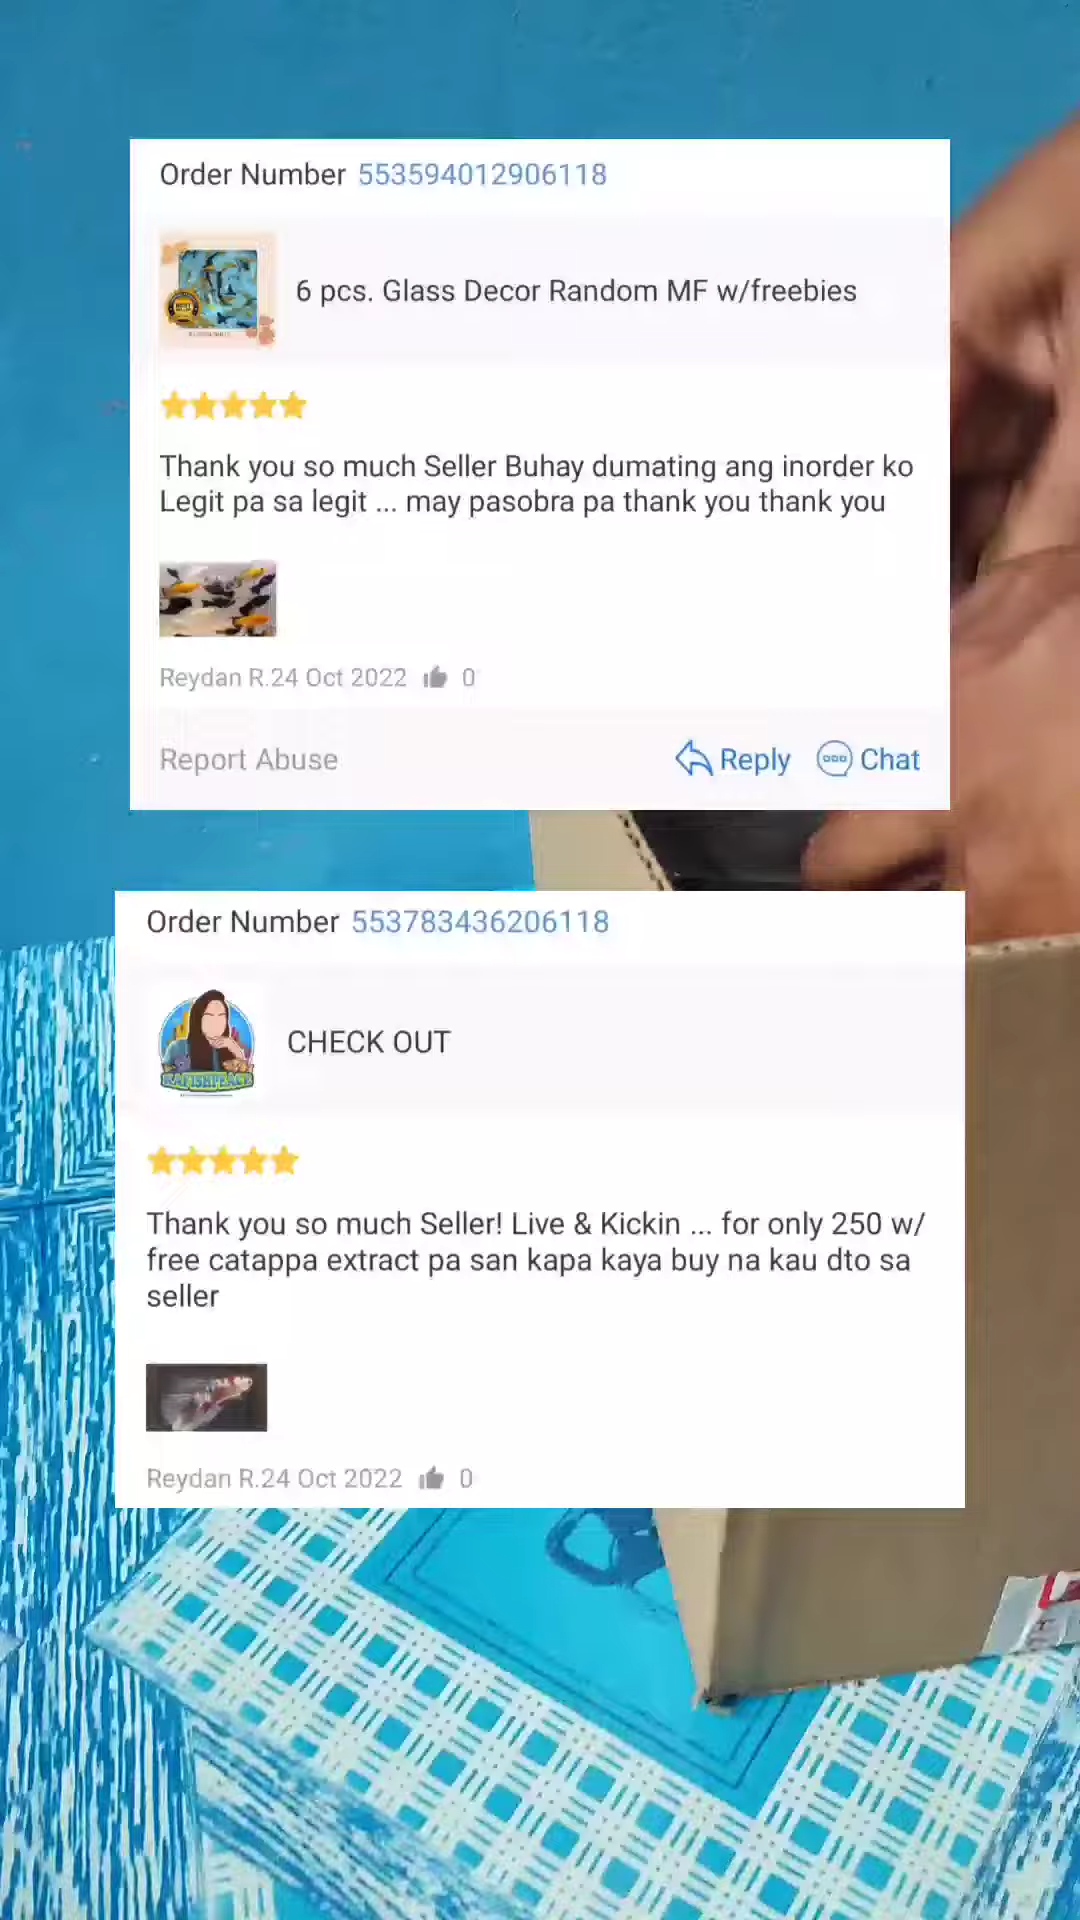 Order Number 553594012906118
6 pcs. Glass Decor Random MF w/freebies
Thank you so much Seller Buhay dumating ang inorder ko
Legit pa sa legit ... may pasobra pa thank you thank you
Reydan R.24 Oct 2022 0
Report Abuse
Reply Chat
Order Number 553783436206118
KAFISHPEACE
CHECK OUT
Thank you so much Seller! Live & Kickin ... for only 250 w/
free catappa extract pa san kapa kaya buy na kau dto sa
seller
Reydan R.24 Oct 2022 0